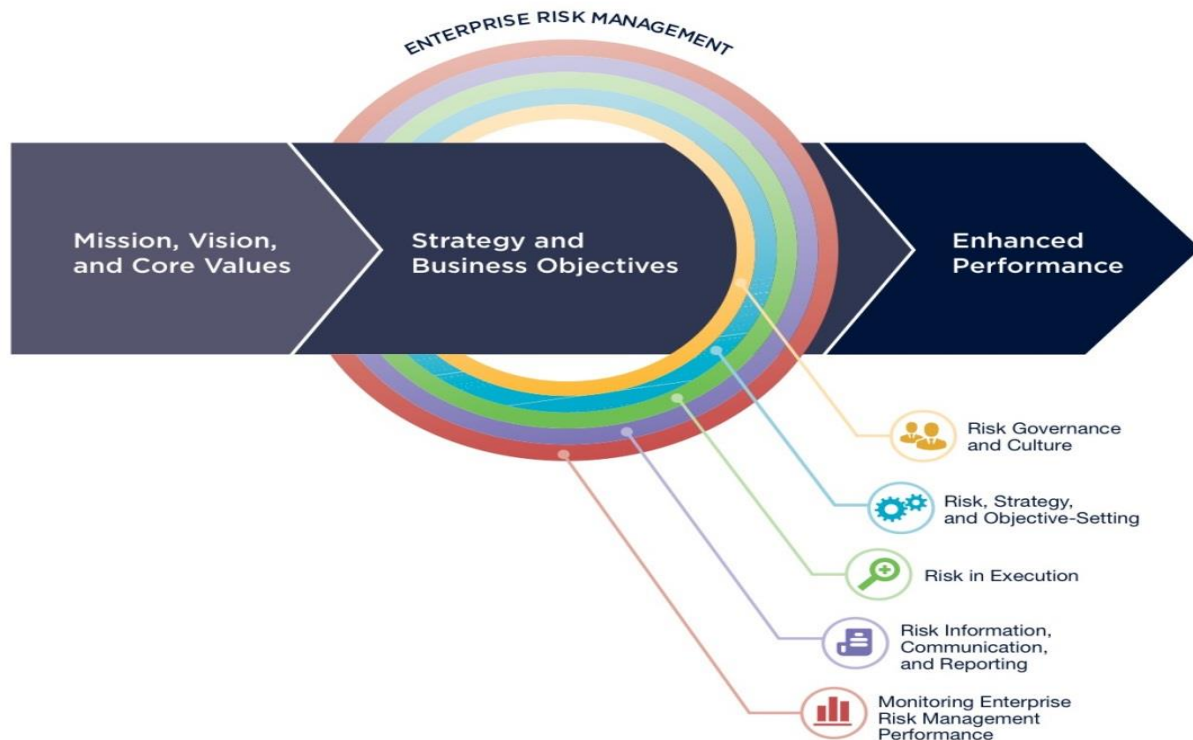 ENTERPRISE RISK MANAGEMENT
Mission, Vision,
and Core Values
Strategy and
Business Objectives
Enhanced
Performance
Risk Governance
and Culture
Risk, Strategy,
and Objective-Setting
Risk in Execution
Risk Information,
Communication,
and Reporting
Monitoring Enterprise
Risk Management
Performance